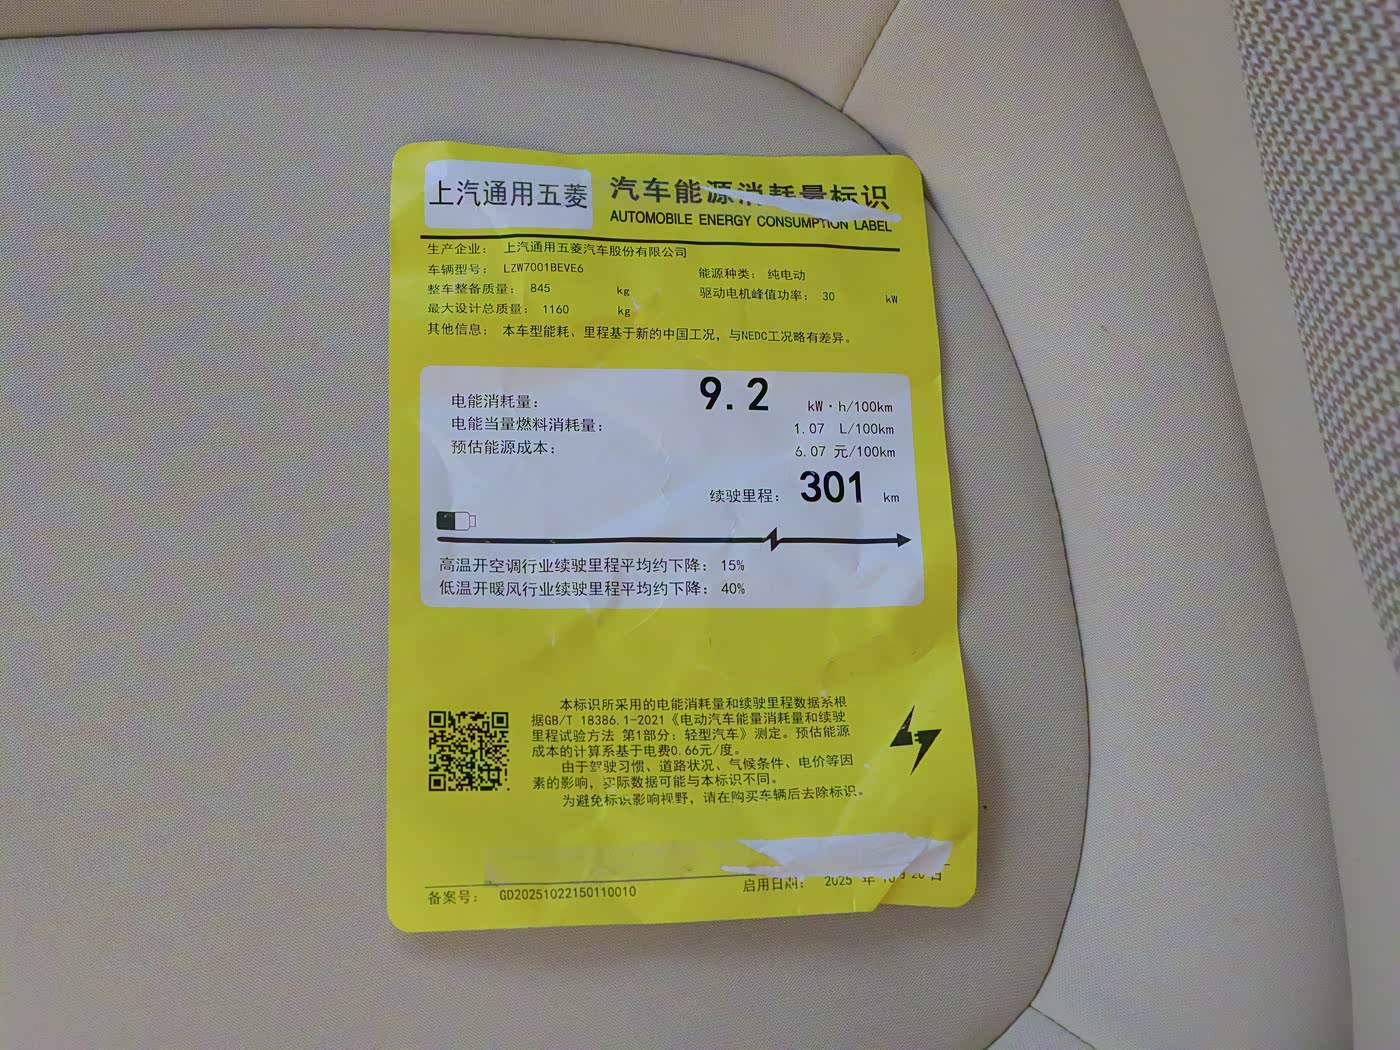 上汽通用五菱
汽车能源消耗量标识
AUTOMOBILE ENERGY CONSUMPTION LABEL
生产企业： 上汽通用五菱汽车股份有限公司
车辆型号： LZW7001BEVE6 能源种类： 纯电动
整车整备质量： 845 kg 驱动电机峰值功率： 30 kW
最大设计总质量： 1160 kg
其他信息： 本车型能耗、里程基于新的中国工况，与NEDC工况略有差异。
电能消耗量： 9.2 kW·h/100km
电能当量燃料消耗量： 1.07 L/100km
预估能源成本： 6.07 元/100km
续驶里程： 301 km
高温开空调行业续驶里程平均约下降： 15%
低温开暖风行业续驶里程平均约下降： 40%
本标识所采用的电能消耗量和续驶里程数据系根
据GB/T 18386.1-2021《电动汽车能量消耗量和续驶
里程试验方法 第1部分：轻型汽车》测定。预估能源
成本的计算系基于电费0.66元/度。
由于驾驶习惯、道路状况、气候条件、电价等因
素的影响，实际数据可能与本标识不同。
为避免标识影响视野，请在购买车辆后去除标识。
备案号： GD20251022150110010 启用日期： 2025 年 日